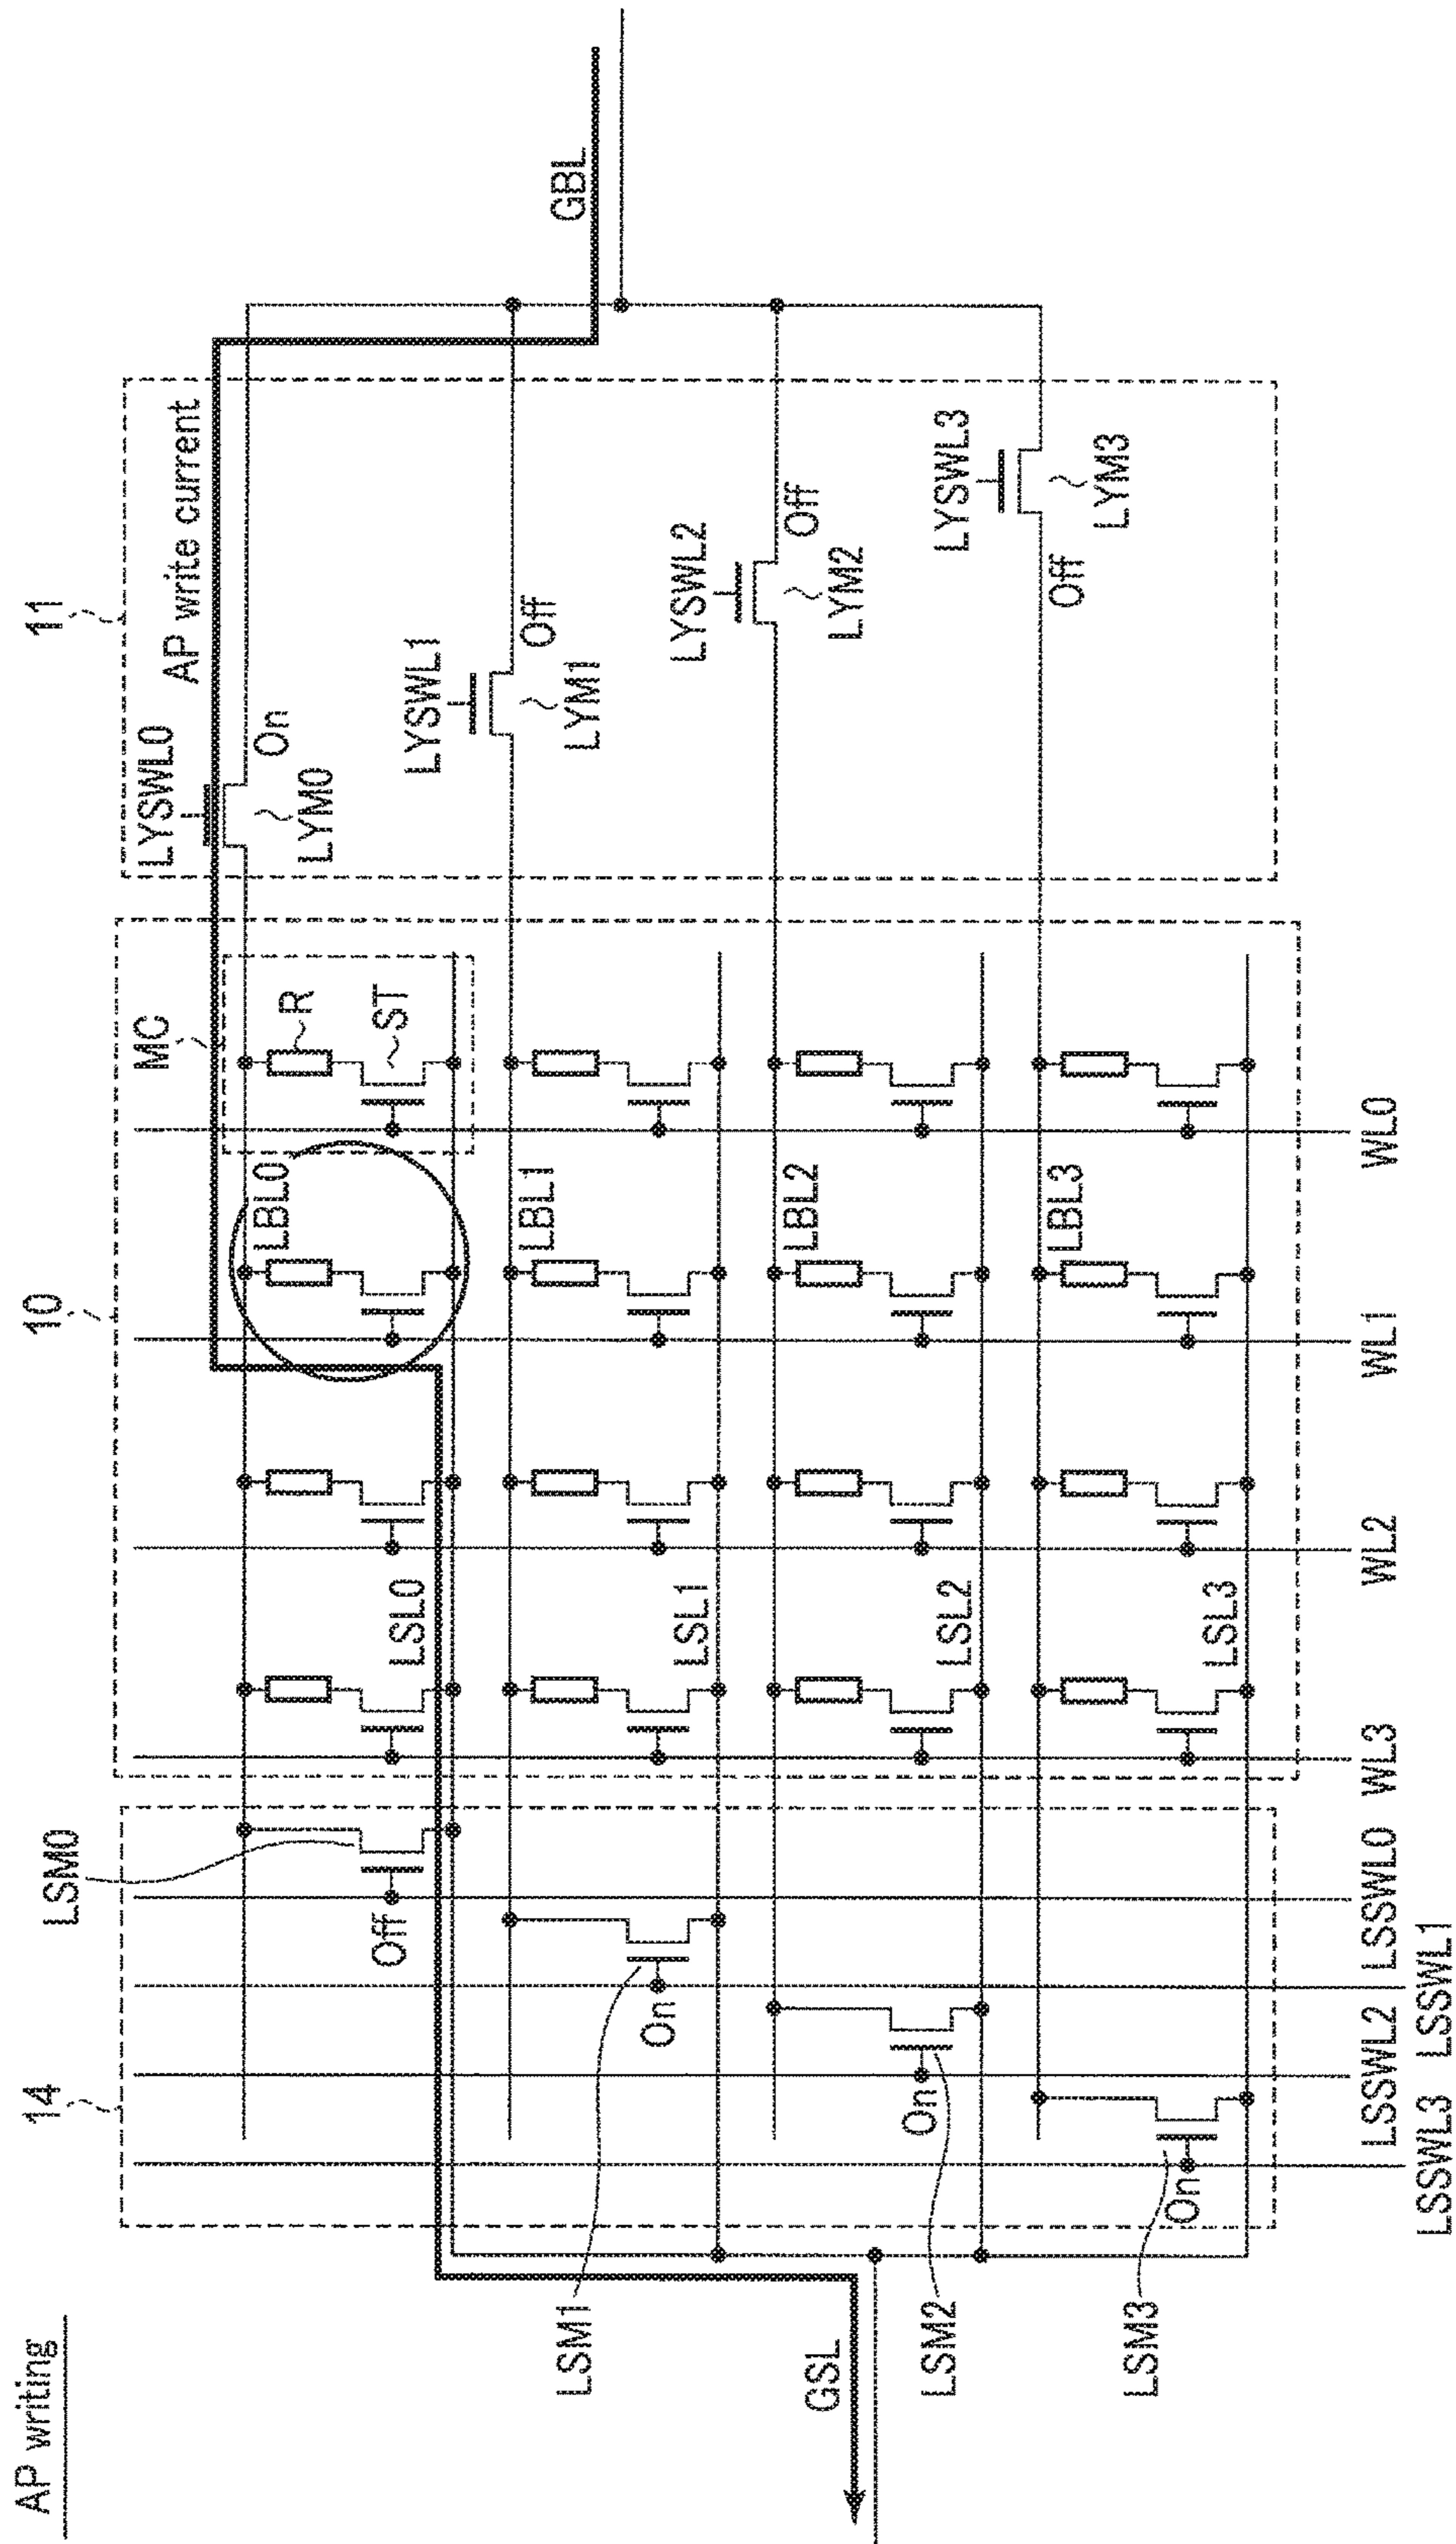 AP writing
14
10
11
LSM0
MC
LYSWL0
AP write current
R
ST
On
LYM0
Off
LSL0
LBL0
LYSWL1
Off
LYM1
GBL
On
LSM1
LSL1
LBL1
LYSWL2
Off
LYM2
GSL
On
LSM2
LSL2
LBL2
LYSWL3
Off
LYM3
On
LSM3
LSL3
LBL3
LSSWL3
LSSWL2
LSSWL1
LSSWL0
WL3
WL2
WL1
WL0